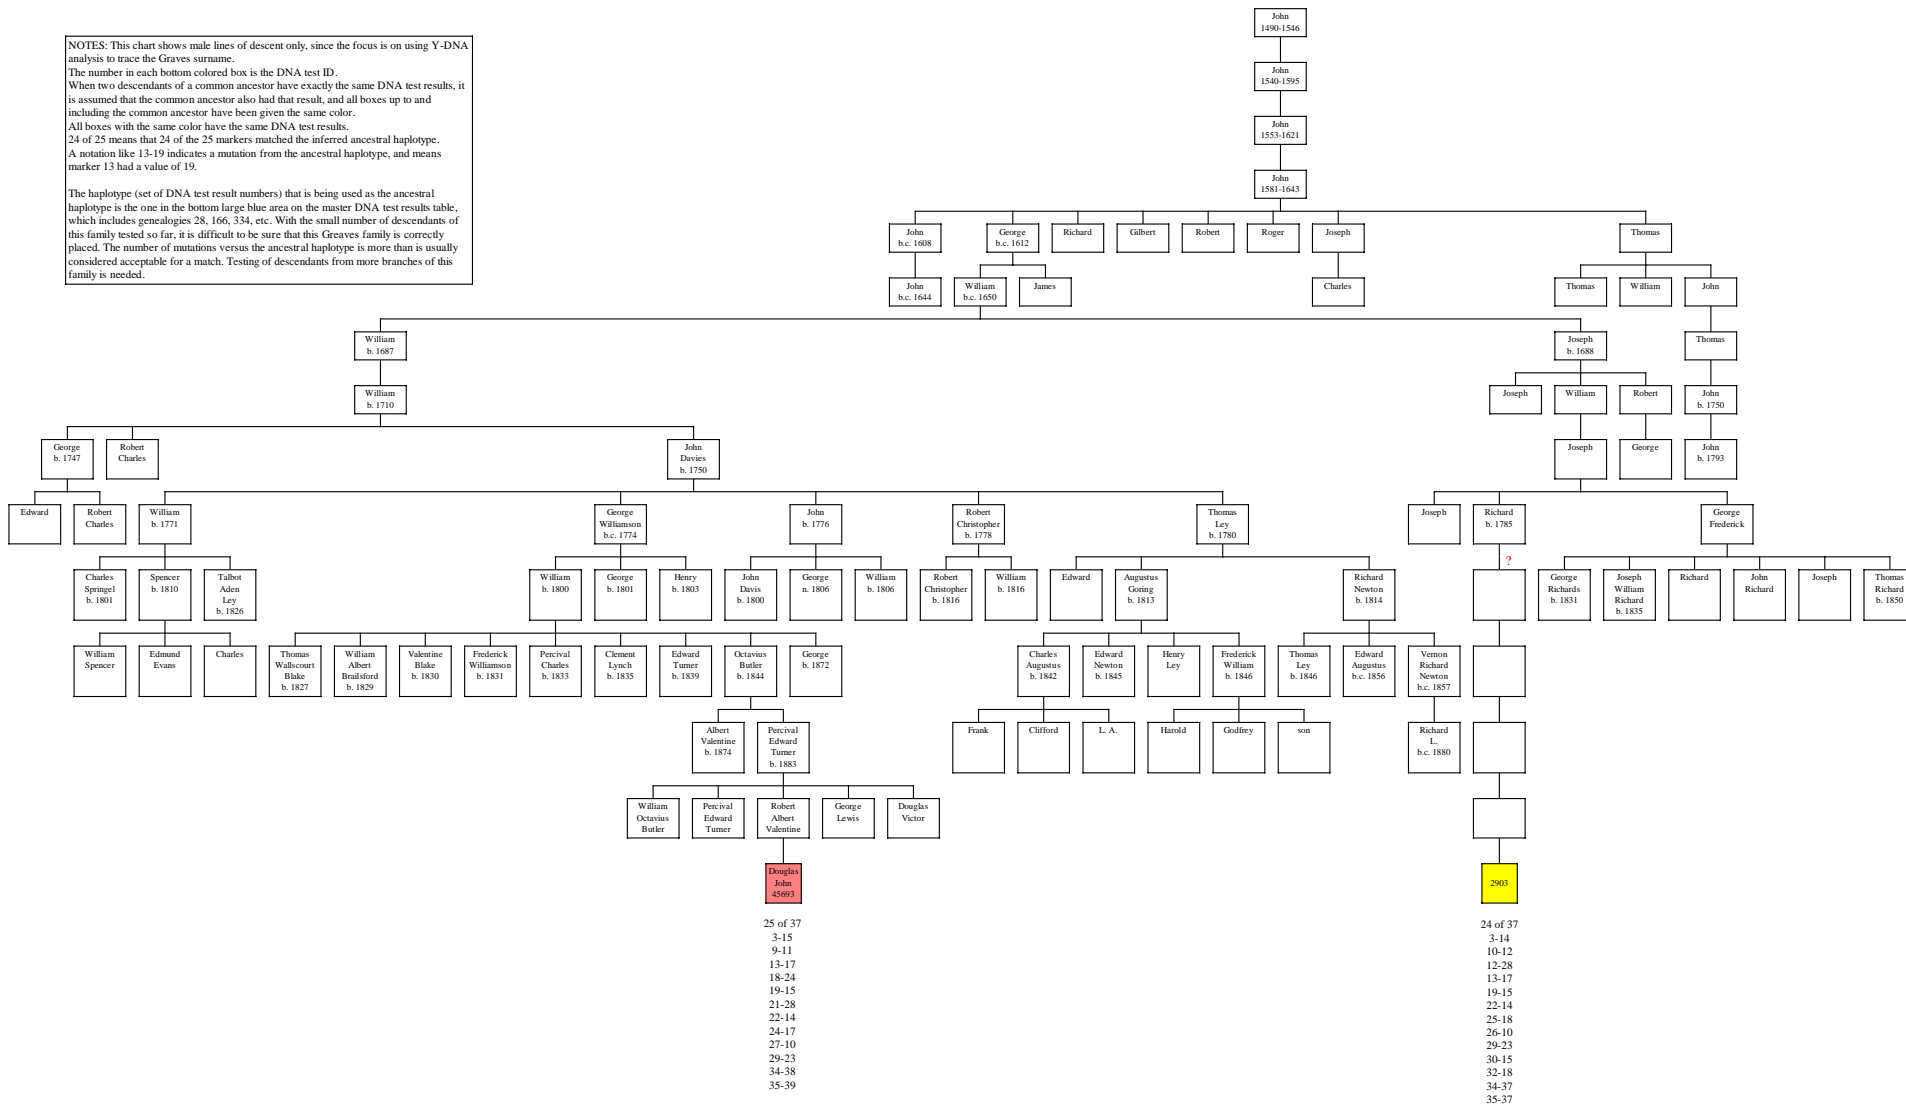 John
1490-1546
NOTES: This chart shows male lines of descent only, since the focus is on using Y-DNA
analysis to trace the Graves surname.
The number in each bottom colored box is the DNA test ID.
When two descendants of a common ancestor have exactly the same DNA test results, it
is assumed that the common ancestor also had that result, and all boxes up to and
including the common ancestor have been given the same color.
All boxes with the same color have the same DNA test results.
24 of 25 means that 24 of the 25 markers matched the inferred ancestral haplotype.
A notation like 13-19 indicates a mutation from the ancestral haplotype, and means
marker 13 had a value of 19.
The haplotype (set of DNA test result numbers) that is being used as the ancestral
haplotype is the one in the bottom large blue area on the master DNA test results table,
which includes genealogies 28, 166, 334, etc. With the small number of descendants of
this family tested so far, it is difficult to be sure that this Greaves family is correctly
placed. The number of mutations versus the ancestral haplotype is more than is usually
considered acceptable for a match. Testing of descendants from more branches of this
family is needed.
John
1540-1595
John
1553-1621
John
1581-1643
John
b.c. 1608
George
b.c. 1612
Richard
Gilbert
Robert
Roger
Joseph
Thomas
John
b.c. 1644
William
b.c. 1650
James
Charles
Thomas
William
John
William
b. 1687
Joseph
b. 1688
Thomas
William
b. 1710
Joseph
William
Robert
John
b. 1750
George
b. 1747
Robert
Charles
John
Davies
b. 1750
Joseph
George
John
b. 1793
Edward
Robert
Charles
William
b. 1771
George
Williamson
b.c. 1774
John
b. 1776
Robert
Christopher
b. 1778
Thomas
Ley
b. 1780
Joseph
Richard
b. 1785
George
Frederick
?
Charles
Springel
b. 1801
Spencer
b. 1810
Talbot
Aden
Ley
b. 1826
William
b. 1800
George
b. 1801
Henry
b. 1803
John
Davis
b. 1800
George
n. 1806
William
b. 1806
Robert
Christopher
b. 1816
William
b. 1816
Edward
Augustus
Goring
b. 1813
Richard
Newton
b. 1814
George
Richards
b. 1831
Joseph
William
Richard
b. 1835
Richard
John
Richard
Joseph
Thomas
Richard
b. 1850
William
Spencer
Edmund
Evans
Charles
Thomas
Wallscourt
Blake
b. 1827
William
Albert
Brailsford
b. 1829
Valentine
Blake
b. 1830
Frederick
Williamson
b. 1831
Percival
Charles
b. 1833
Clement
Lynch
b. 1835
Edward
Turner
b. 1839
Octavius
Butler
b. 1844
George
b. 1872
Charles
Augustus
b. 1842
Edward
Newton
b. 1845
Henry
Ley
Frederick
William
b. 1846
Thomas
Ley
b. 1846
Edward
Augustus
b.c. 1856
Vernon
Richard
Newton
b.c. 1857
Albert
Valentine
b. 1874
Percival
Edward
Turner
b. 1883
Frank
Clifford
L. A.
Harold
Godfrey
son
Richard
L.
b.c. 1880
William
Octavius
Butler
Percival
Edward
Turner
Robert
Albert
Valentine
George
Lewis
Douglas
Victor
Douglas
John
45693
2903
25 of 37
3-15
9-11
13-17
18-24
19-15
21-28
22-14
24-17
27-10
29-23
34-38
35-39
24 of 37
3-14
10-12
12-28
13-17
19-15
22-14
25-18
26-10
29-23
30-15
32-18
34-37
35-37